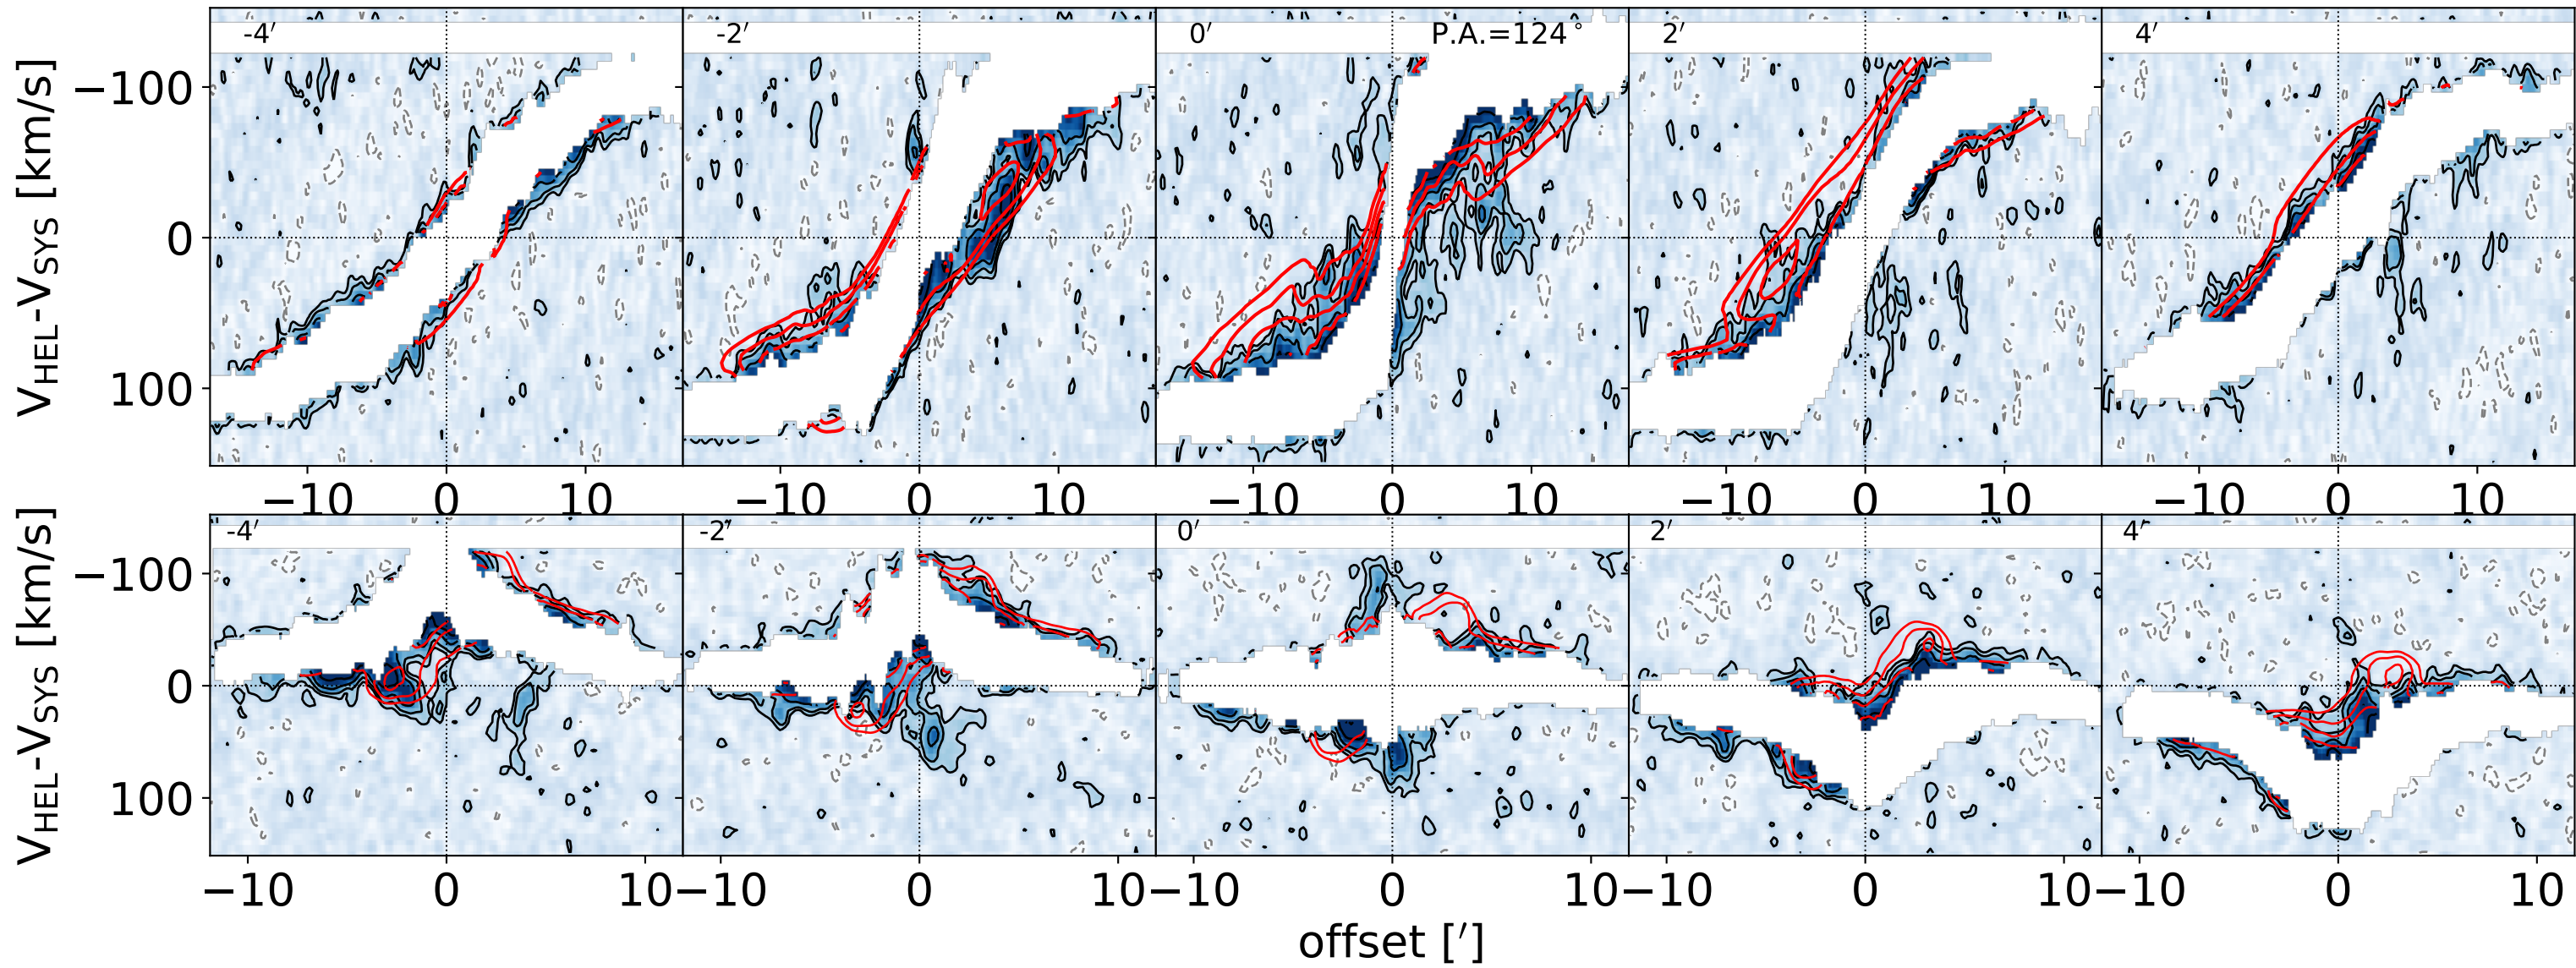 -4′ -2′ 0′ P.A.=124° 2′ 4′
V_HEL-V_SYS [km/s]
−100
0
100
−10 0 10 −10 0 10 −10 0 10 −10 0 10 −10 0 10
-4′ -2′ 0′ 2′ 4′
V_HEL-V_SYS [km/s]
−100
0
100
−10 0 10 −10 0 10 −10 0 10 −10 0 10 −10 0 10
offset [′]